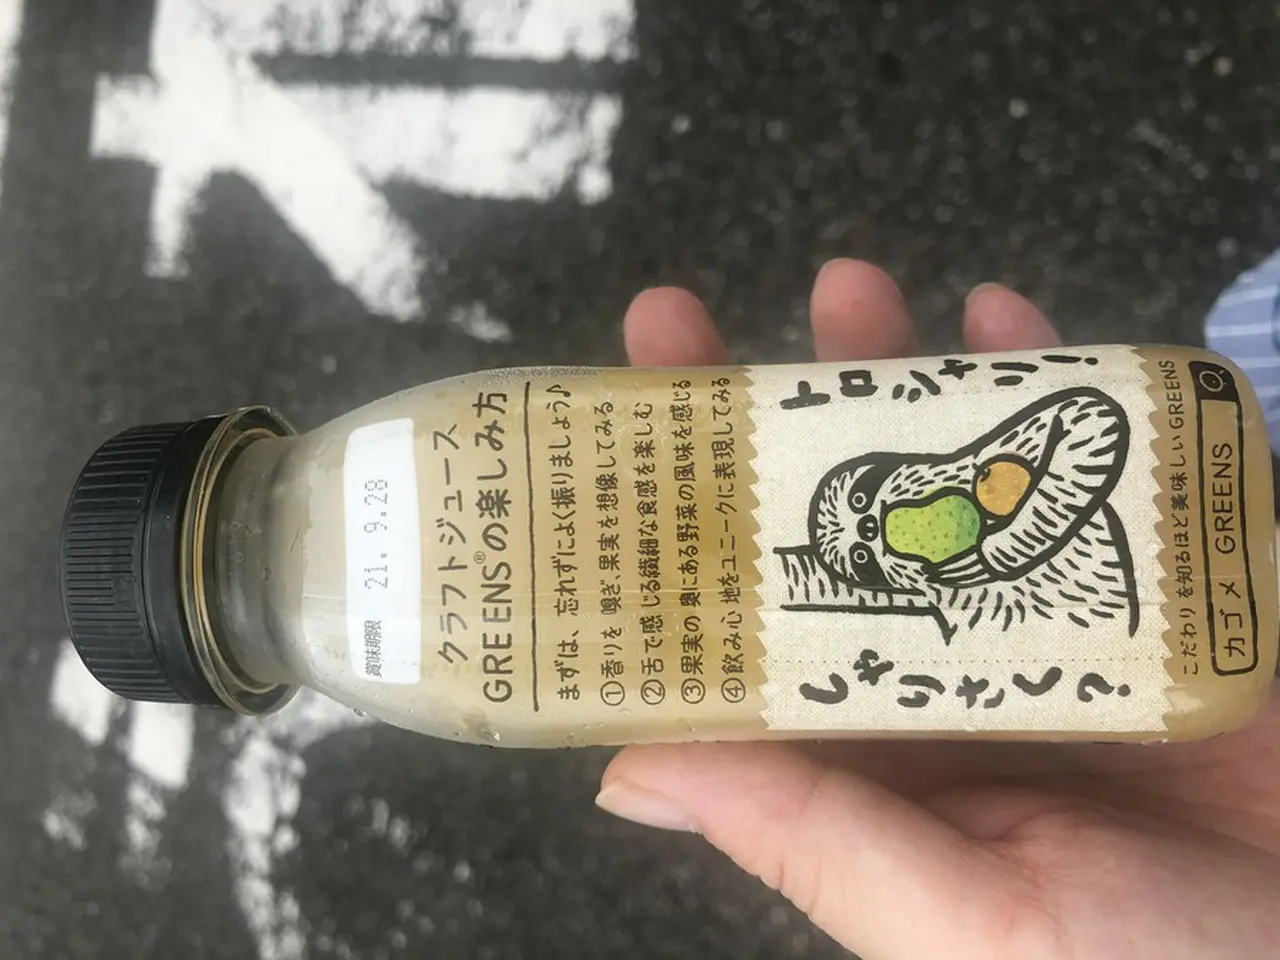 賞味期限 21. 9.28
クラフトジュース
GREENS®の楽しみ方
まずは、忘れずによく振りましょう♪
①香りを 嗅ぎ、果実を想像してみる
②舌で感じる繊細な食感を楽しむ
③果実の奥にある野菜の風味を感じる
④飲み心地をユニークに表現してみる
トロシャリ!
しゃりさく?
こだわりを知るほど美味しいGREENS
カゴメ GREENS